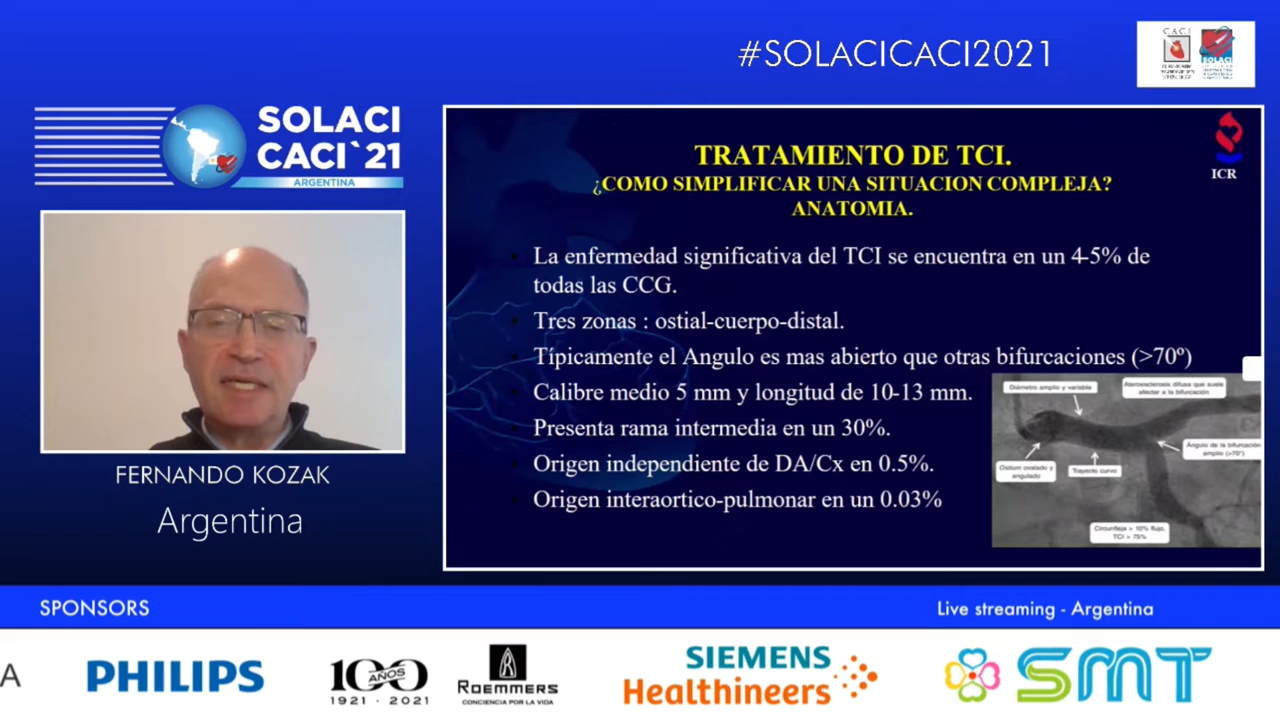 #SOLACICACI2021
CACI
SOLACI
SOLACI
CACI`21
ARGENTINA
ICR
TRATAMIENTO DE TCI.
¿COMO SIMPLIFICAR UNA SITUACION COMPLEJA?
ANATOMIA.
La enfermedad significativa del TCI se encuentra en un 4-5% de
todas las CCG.
Tres zonas : ostial-cuerpo-distal.
Típicamente el Angulo es mas abierto que otras bifurcaciones (>70º)
Calibre medio 5 mm y longitud de 10-13 mm.
Presenta rama intermedia en un 30%.
Origen independiente de DA/Cx en 0.5%.
Origen interaortico-pulmonar en un 0.03%
Diámetro amplio y variable
Ateroesclerosis difusa que suele
afectar a la bifurcación
Ángulo de la bifurcación
amplio (>70°)
Ostium ovalado y
angulado
Trayecto curvo
Circunfleja > 10% flujo,
TCI > 75%
FERNANDO KOZAK
Argentina
SPONSORS
Live streaming - Argentina
A
PHILIPS
100
AÑOS
1921 · 2021
ROEMMERS
CONCIENCIA POR LA VIDA
SIEMENS
Healthineers
SMT